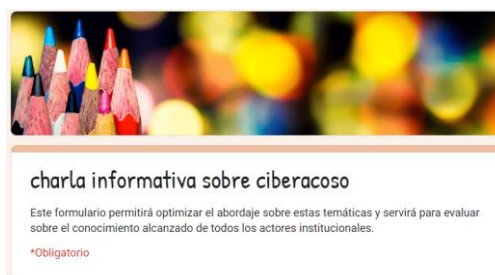 charla informativa sobre ciberacoso
Este formulario permitirá optimizar el abordaje sobre estas temáticas y servirá para evaluar
sobre el conocimiento alcanzado de todos los actores institucionales.
*Obligatorio